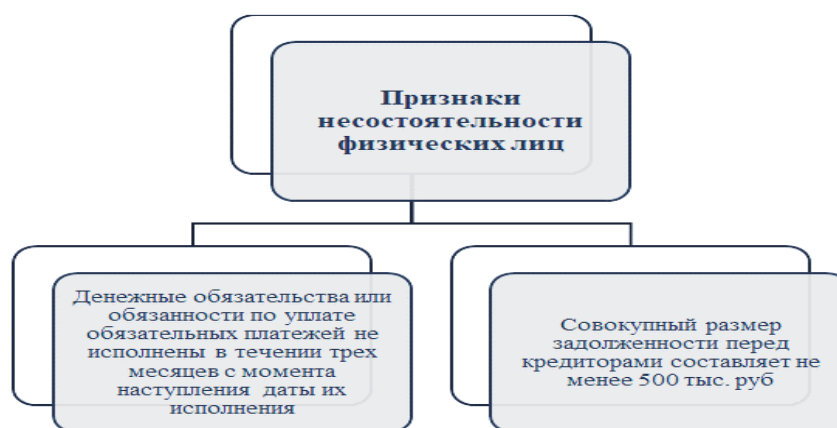 Признаки
несостоятельности
физических лиц
Денежные обязательства или
обязанности по уплате
обязательных платежей не
исполнены в течении трех
месяцев с момента
наступления даты их
исполнения
Совокупный размер
задолженности перед
кредиторами составляет не
менее 500 тыс. руб